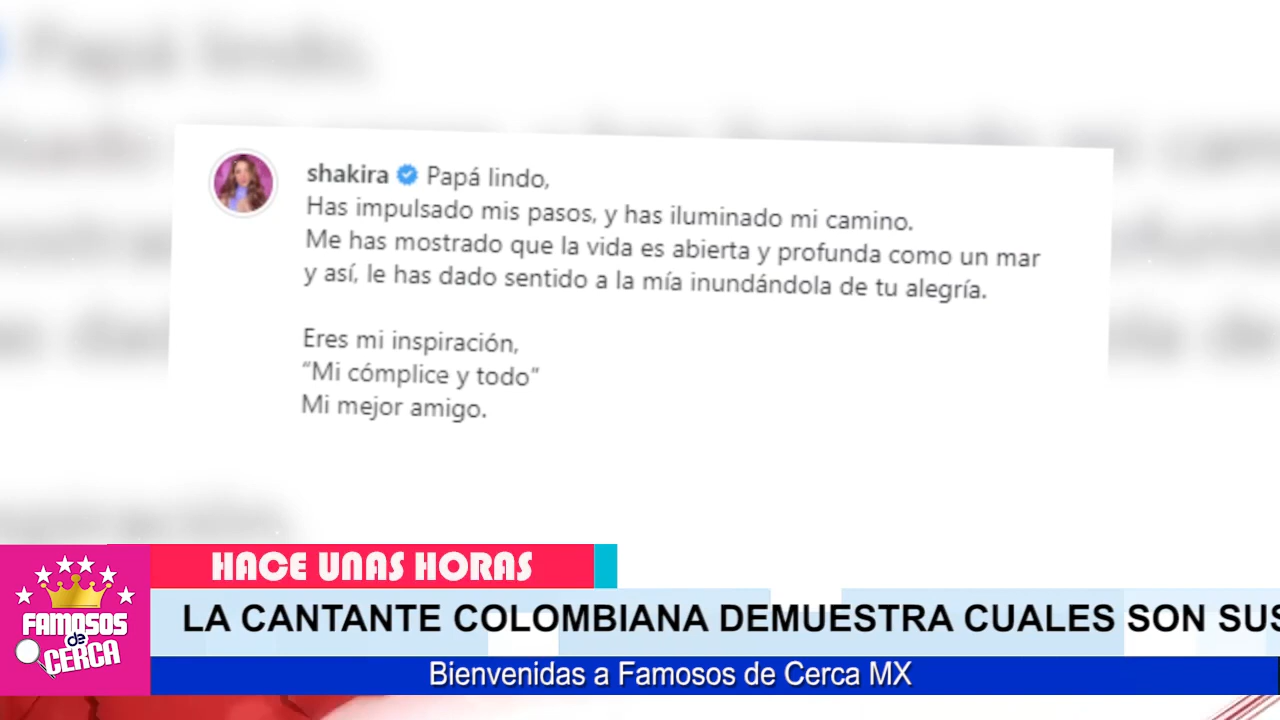 shakira Papá lindo,
Has impulsado mis pasos, y has iluminado mi camino.
Me has mostrado que la vida es abierta y profunda como un mar
y así, le has dado sentido a la mía inundándola de tu alegría.
Eres mi inspiración,
“Mi cómplice y todo”
Mi mejor amigo.
HACE UNAS HORAS
LA CANTANTE COLOMBIANA DEMUESTRA CUALES SON SUS
Bienvenidas a Famosos de Cerca MX
FAMOSOS
de
CERCA